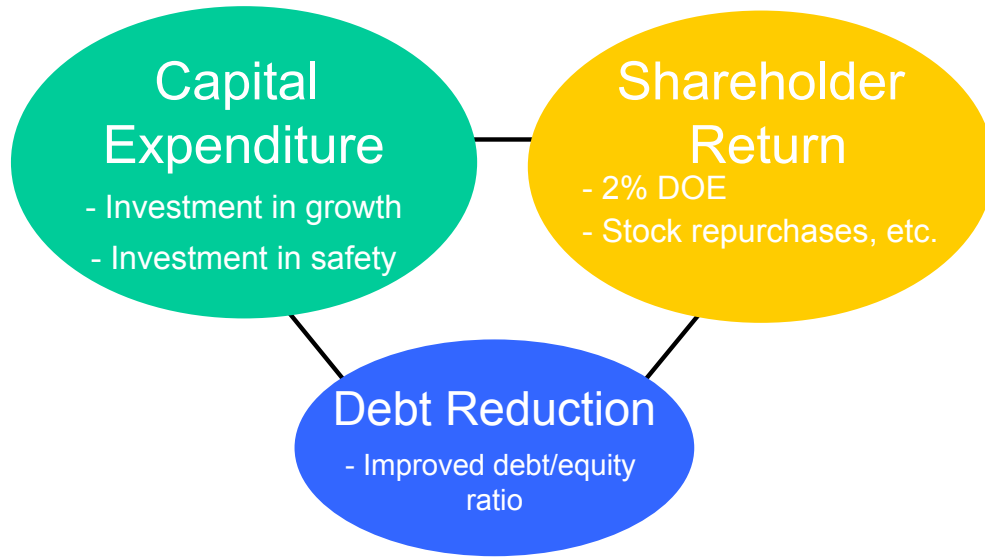 Capital
Expenditure
- Investment in growth
- Investment in safety
Shareholder
Return
- 2% DOE
- Stock repurchases, etc.
Debt Reduction
- Improved debt/equity
ratio